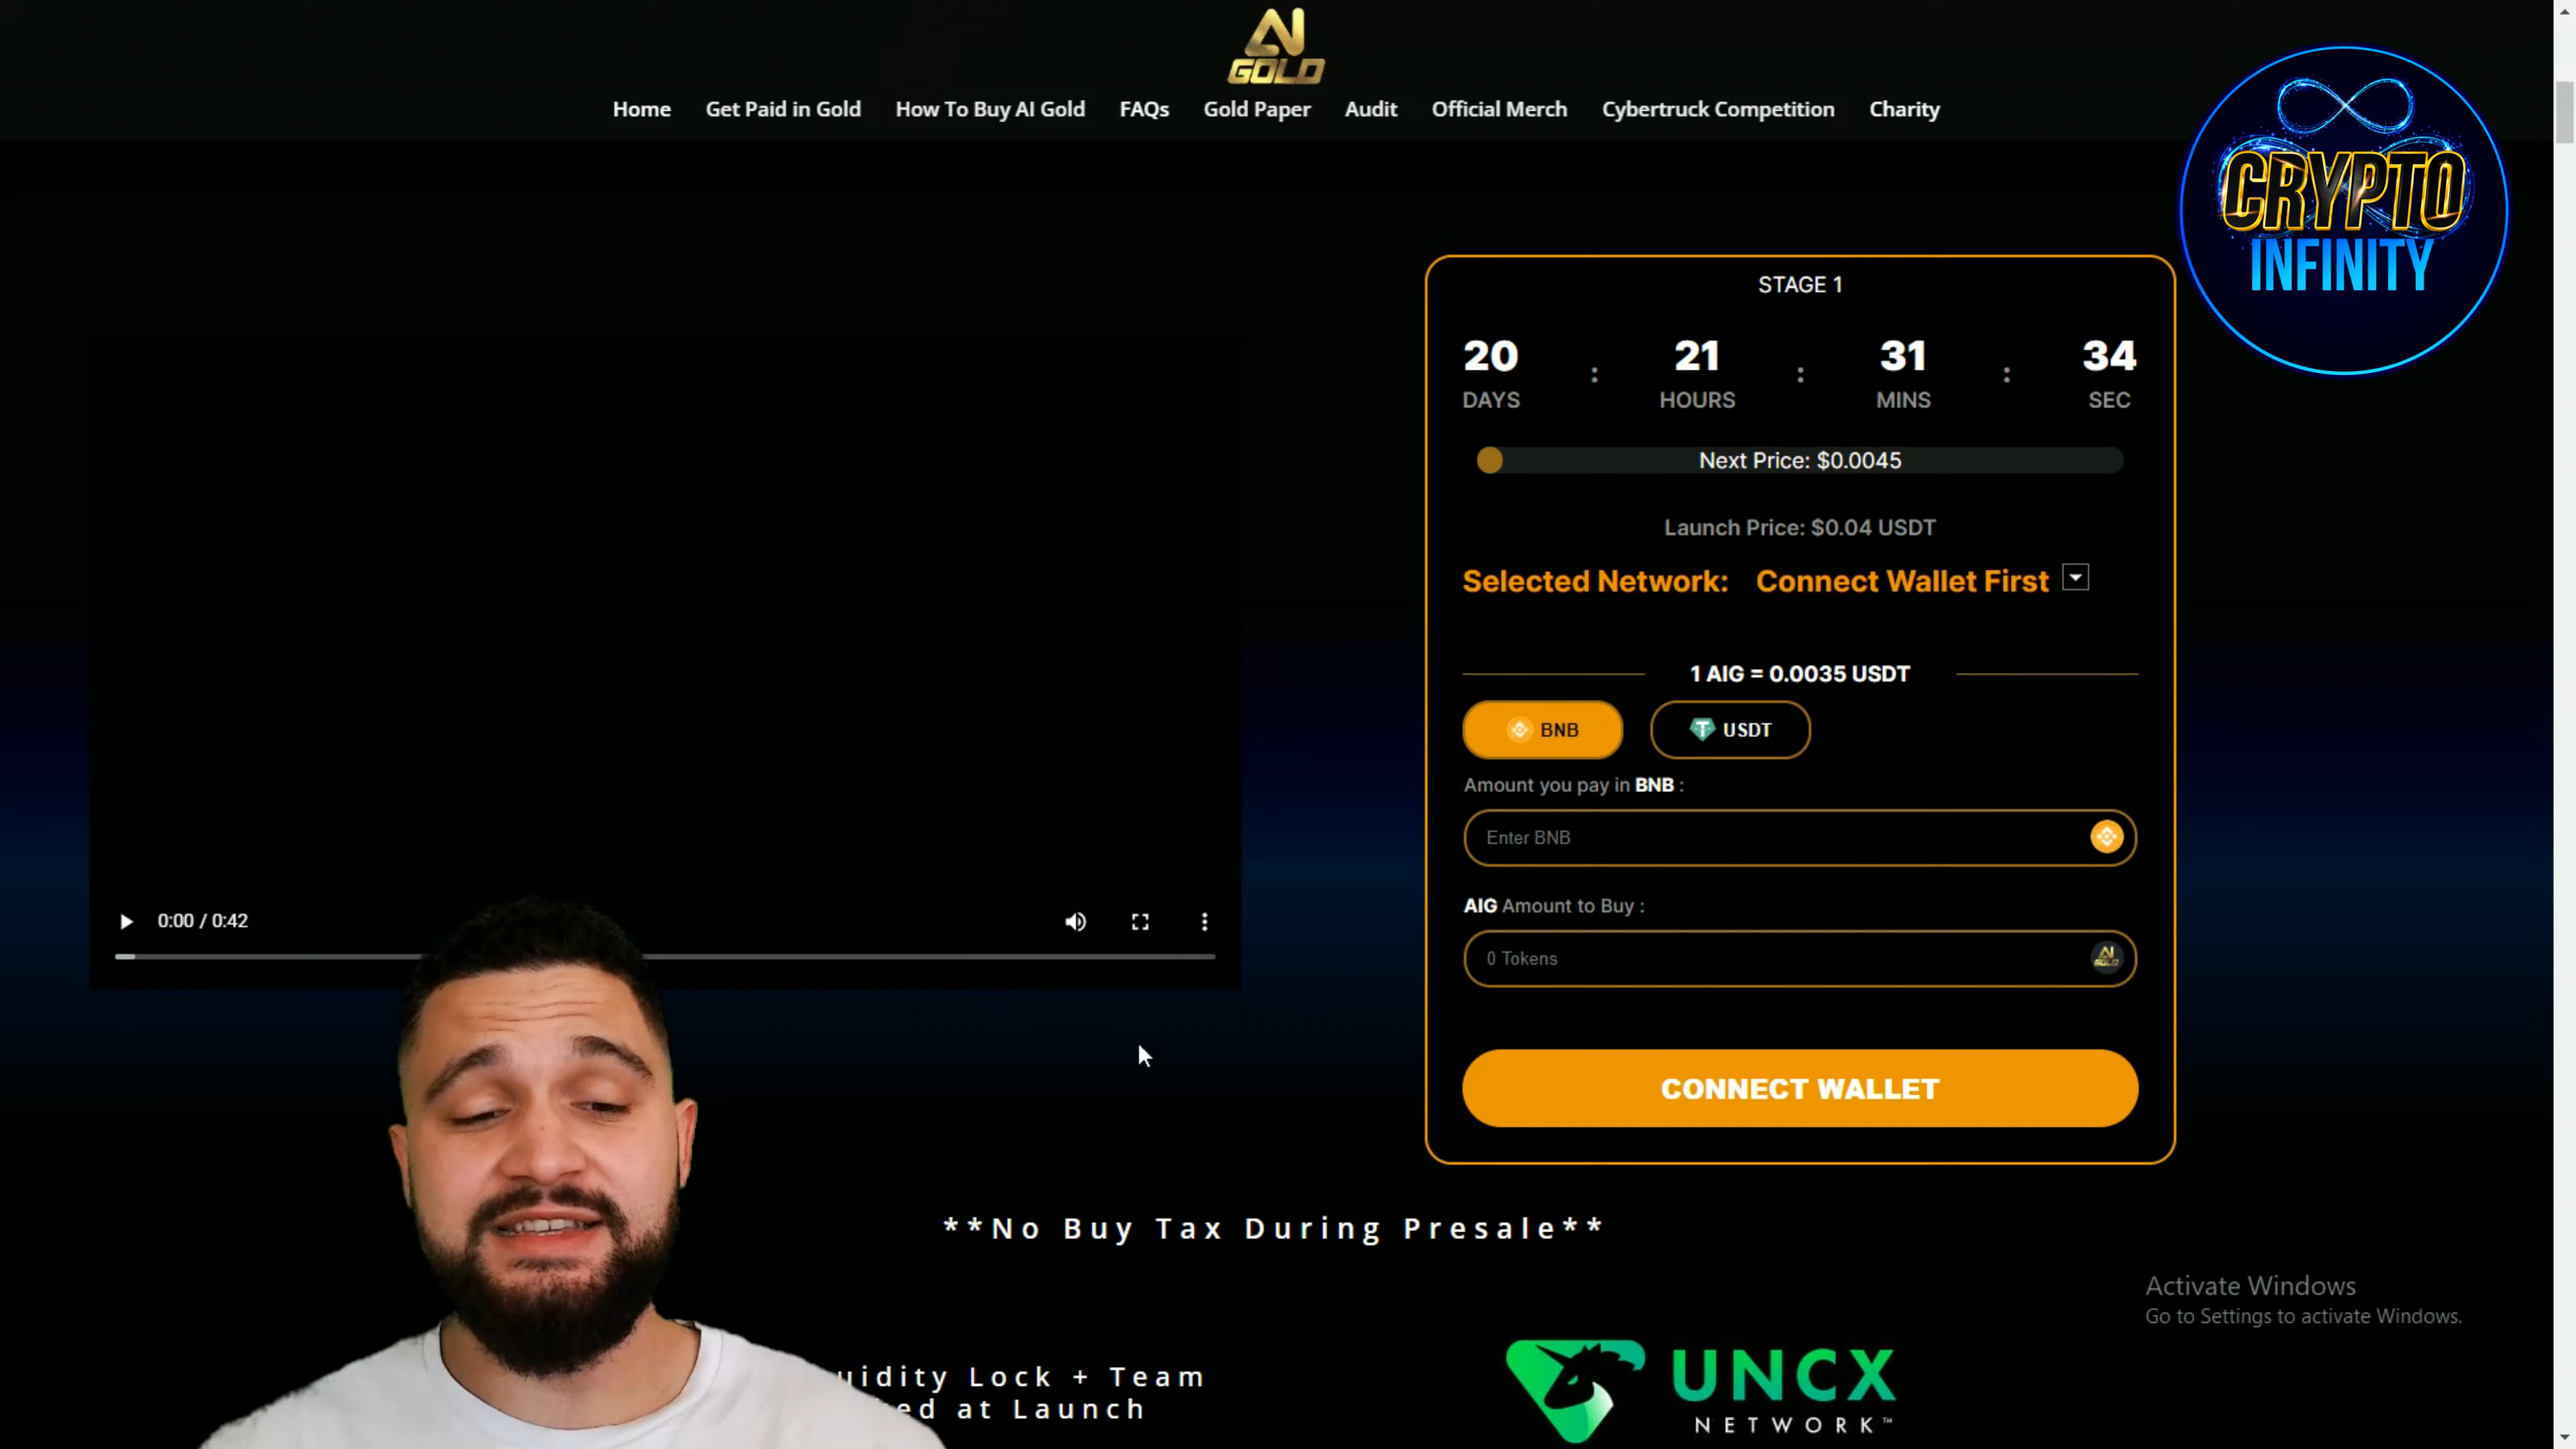 AI
GOLD
Home Get Paid in Gold How To Buy AI Gold FAQs Gold Paper Audit Official Merch Cybertruck Competition Charity
CRYPTO
INFINITY
STAGE 1
20 : 21 : 31 : 34
DAYS HOURS MINS SEC
Next Price: $0.0045
Launch Price: $0.04 USDT
Selected Network: Connect Wallet First
1 AIG = 0.0035 USDT
BNB USDT
Amount you pay in BNB :
Enter BNB
AIG Amount to Buy :
0 Tokens
AI
GOLD
CONNECT WALLET
0:00 / 0:42
**No Buy Tax During Presale**
Activate Windows
Go to Settings to activate Windows.
Lock + Team
at Launch
UNCX
NETWORK™